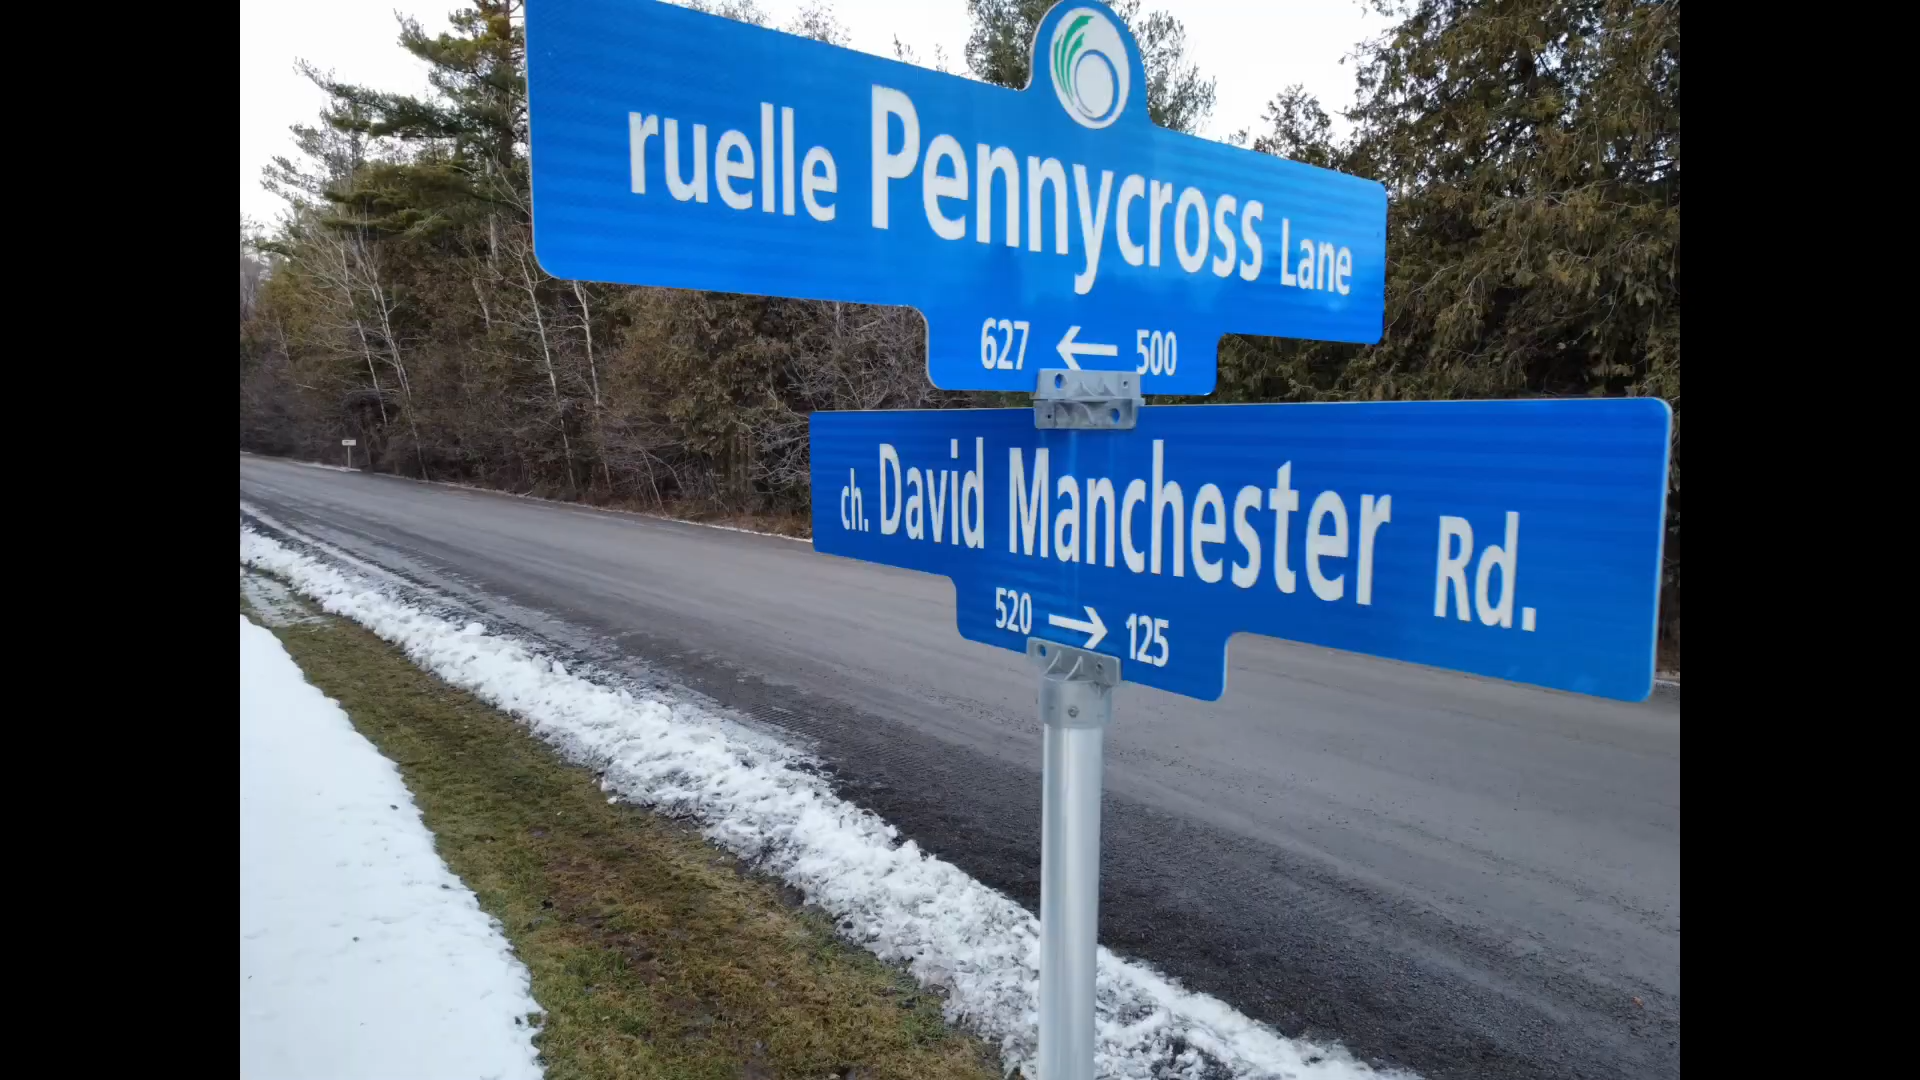 ruelle Pennycross Lane
627 ← 500
ch. David Manchester Rd.
520 → 125